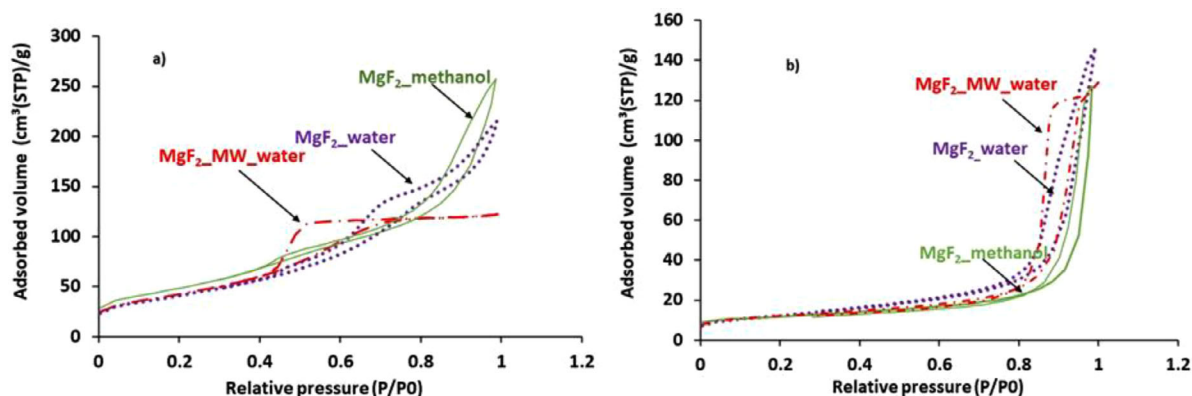 a)
Adsorbed volume (cm³(STP)/g)
300
250
200
150
100
50
0
MgF₂_methanol
MgF₂_water
MgF₂_MW_water
0 0.2 0.4 0.6 0.8 1 1.2
Relative pressure (P/P0)
b)
Adsorbed volume (cm³(STP)/g)
160
140
120
100
80
60
40
20
0
MgF₂_MW_water
MgF₂_water
MgF₂_methanol
0 0.2 0.4 0.6 0.8 1 1.2
Relative pressure (P/P0)